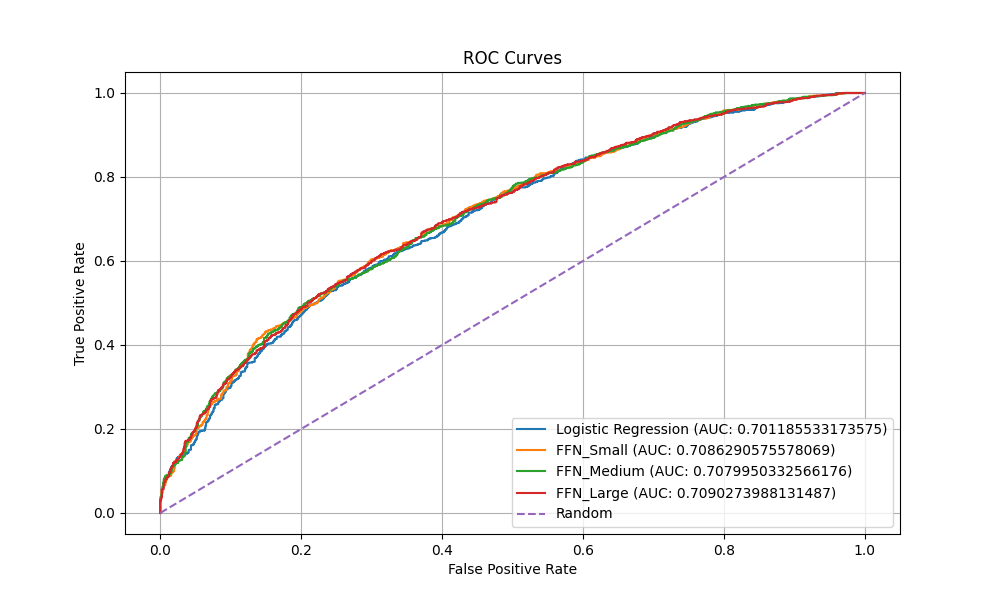 ROC Curves
1.0
0.8
0.6
0.4
0.2
0.0
True Positive Rate
Logistic Regression (AUC: 0.701185533173575)
FFN_Small (AUC: 0.7086290575578069)
FFN_Medium (AUC: 0.7079950332566176)
FFN_Large (AUC: 0.7090273988131487)
Random
0.0 0.2 0.4 0.6 0.8 1.0
False Positive Rate